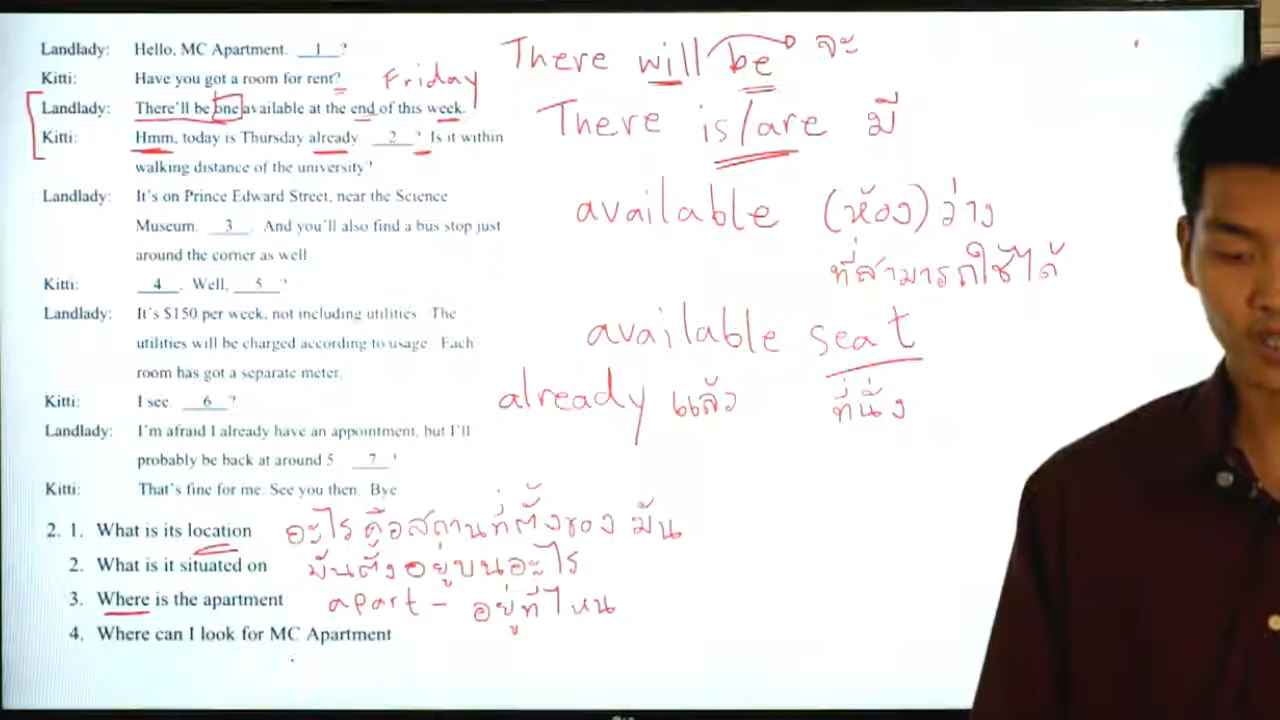 Landlady: Hello, MC Apartment. 1 ?
Kitti: Have you got a room for rent?
Landlady: There'll be one available at the end of this week.
Kitti: Hmm, today is Thursday already 2 ? Is it within
walking distance of the university?
Landlady: It's on Prince Edward Street, near the Science
Museum. 3 . And you'll also find a bus stop just
around the corner as well
Kitti: 4 . Well, 5 ?
Landlady: It's $150 per week, not including utilities. The
utilities will be charged according to usage. Each
room has got a separate meter.
Kitti: I see. 6 ?
Landlady: I'm afraid I already have an appointment, but I'll
probably be back at around 5 7 ?
Kitti: That's fine for me. See you then. Bye
2. 1. What is its location
2. What is it situated on
3. Where is the apartment
4. Where can I look for MC Apartment
Friday
There will be จะ
There is/are มี
available (ห้อง) ว่าง
ที่สามารถใช้ได้
available seat
ที่นั่ง
already แล้ว
อะไร คือสถานที่ตั้งของ มัน
มันตั้งอยู่บนอะไร
apart - อยู่ที่ไหน